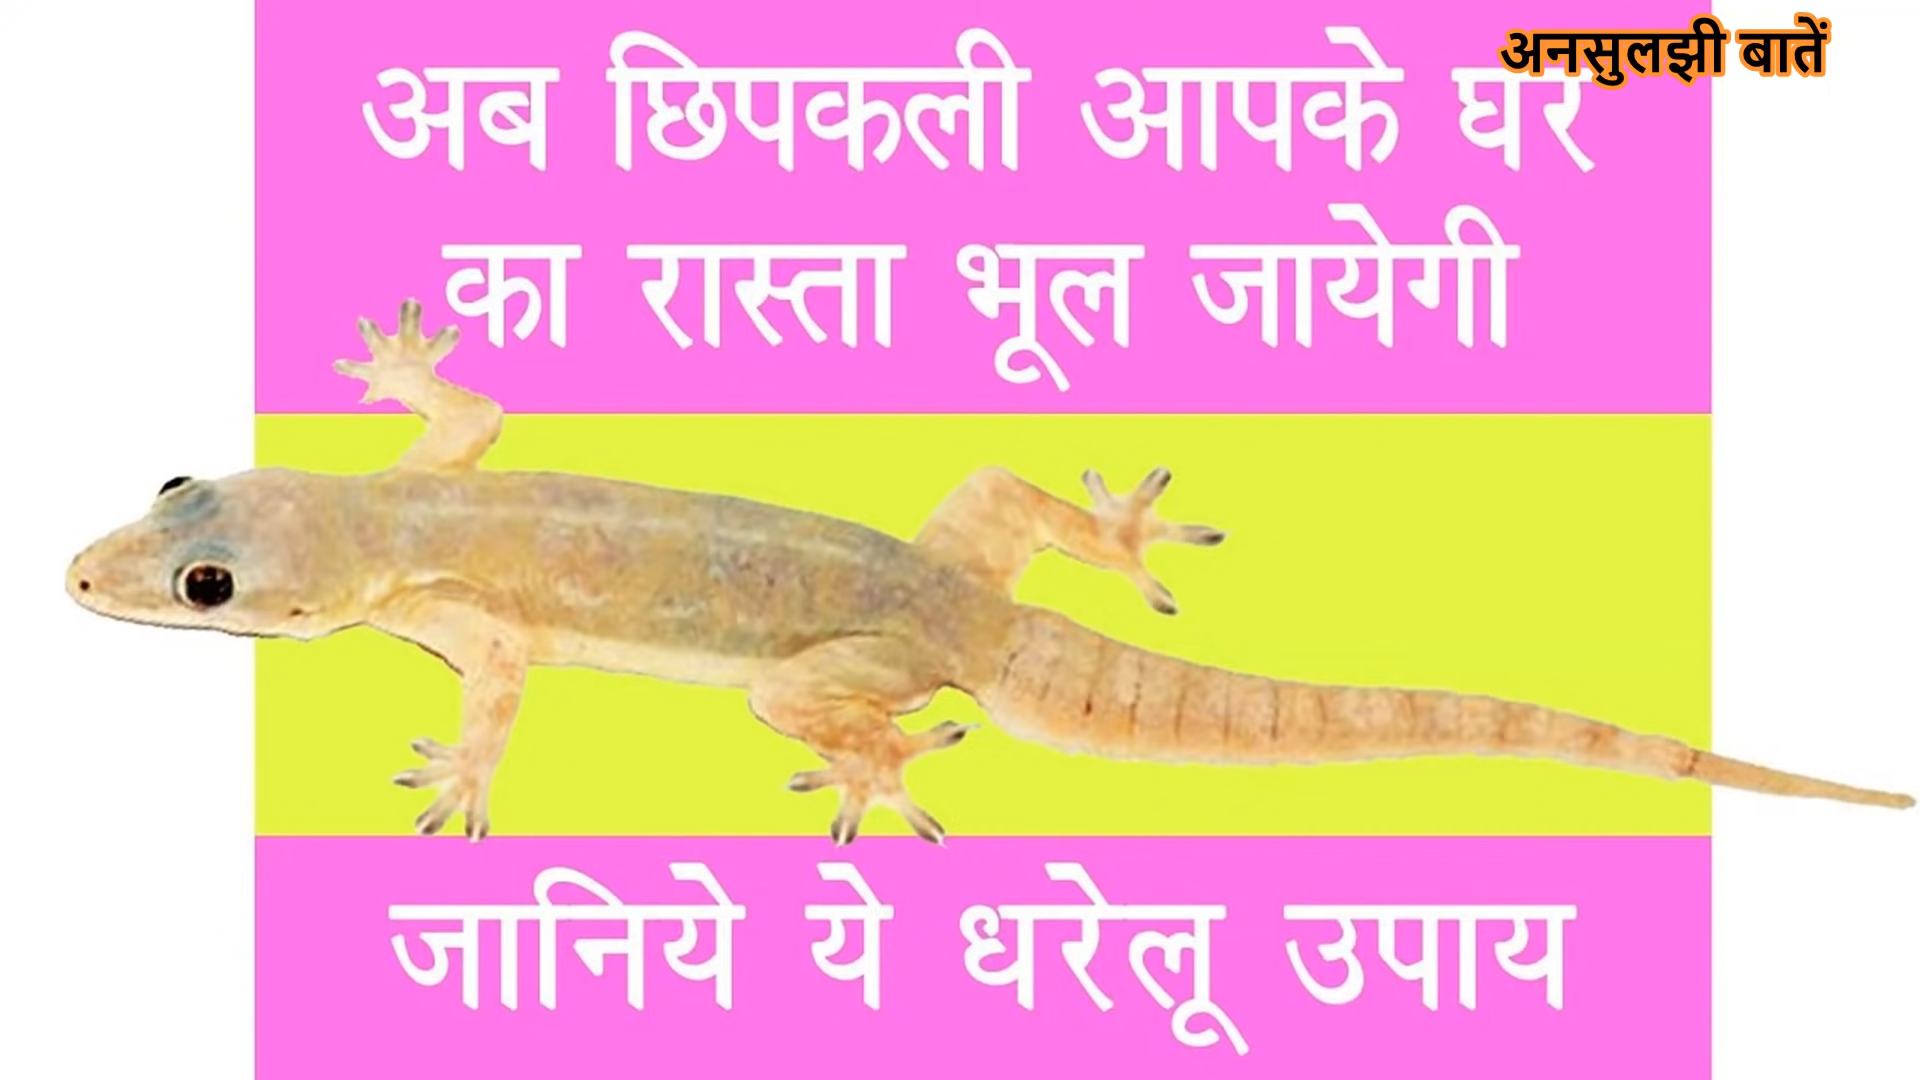 अनसुलझी बातें
अब छिपकली आपके घर
का रास्ता भूल जायेगी
जानिये ये धरेलू उपाय